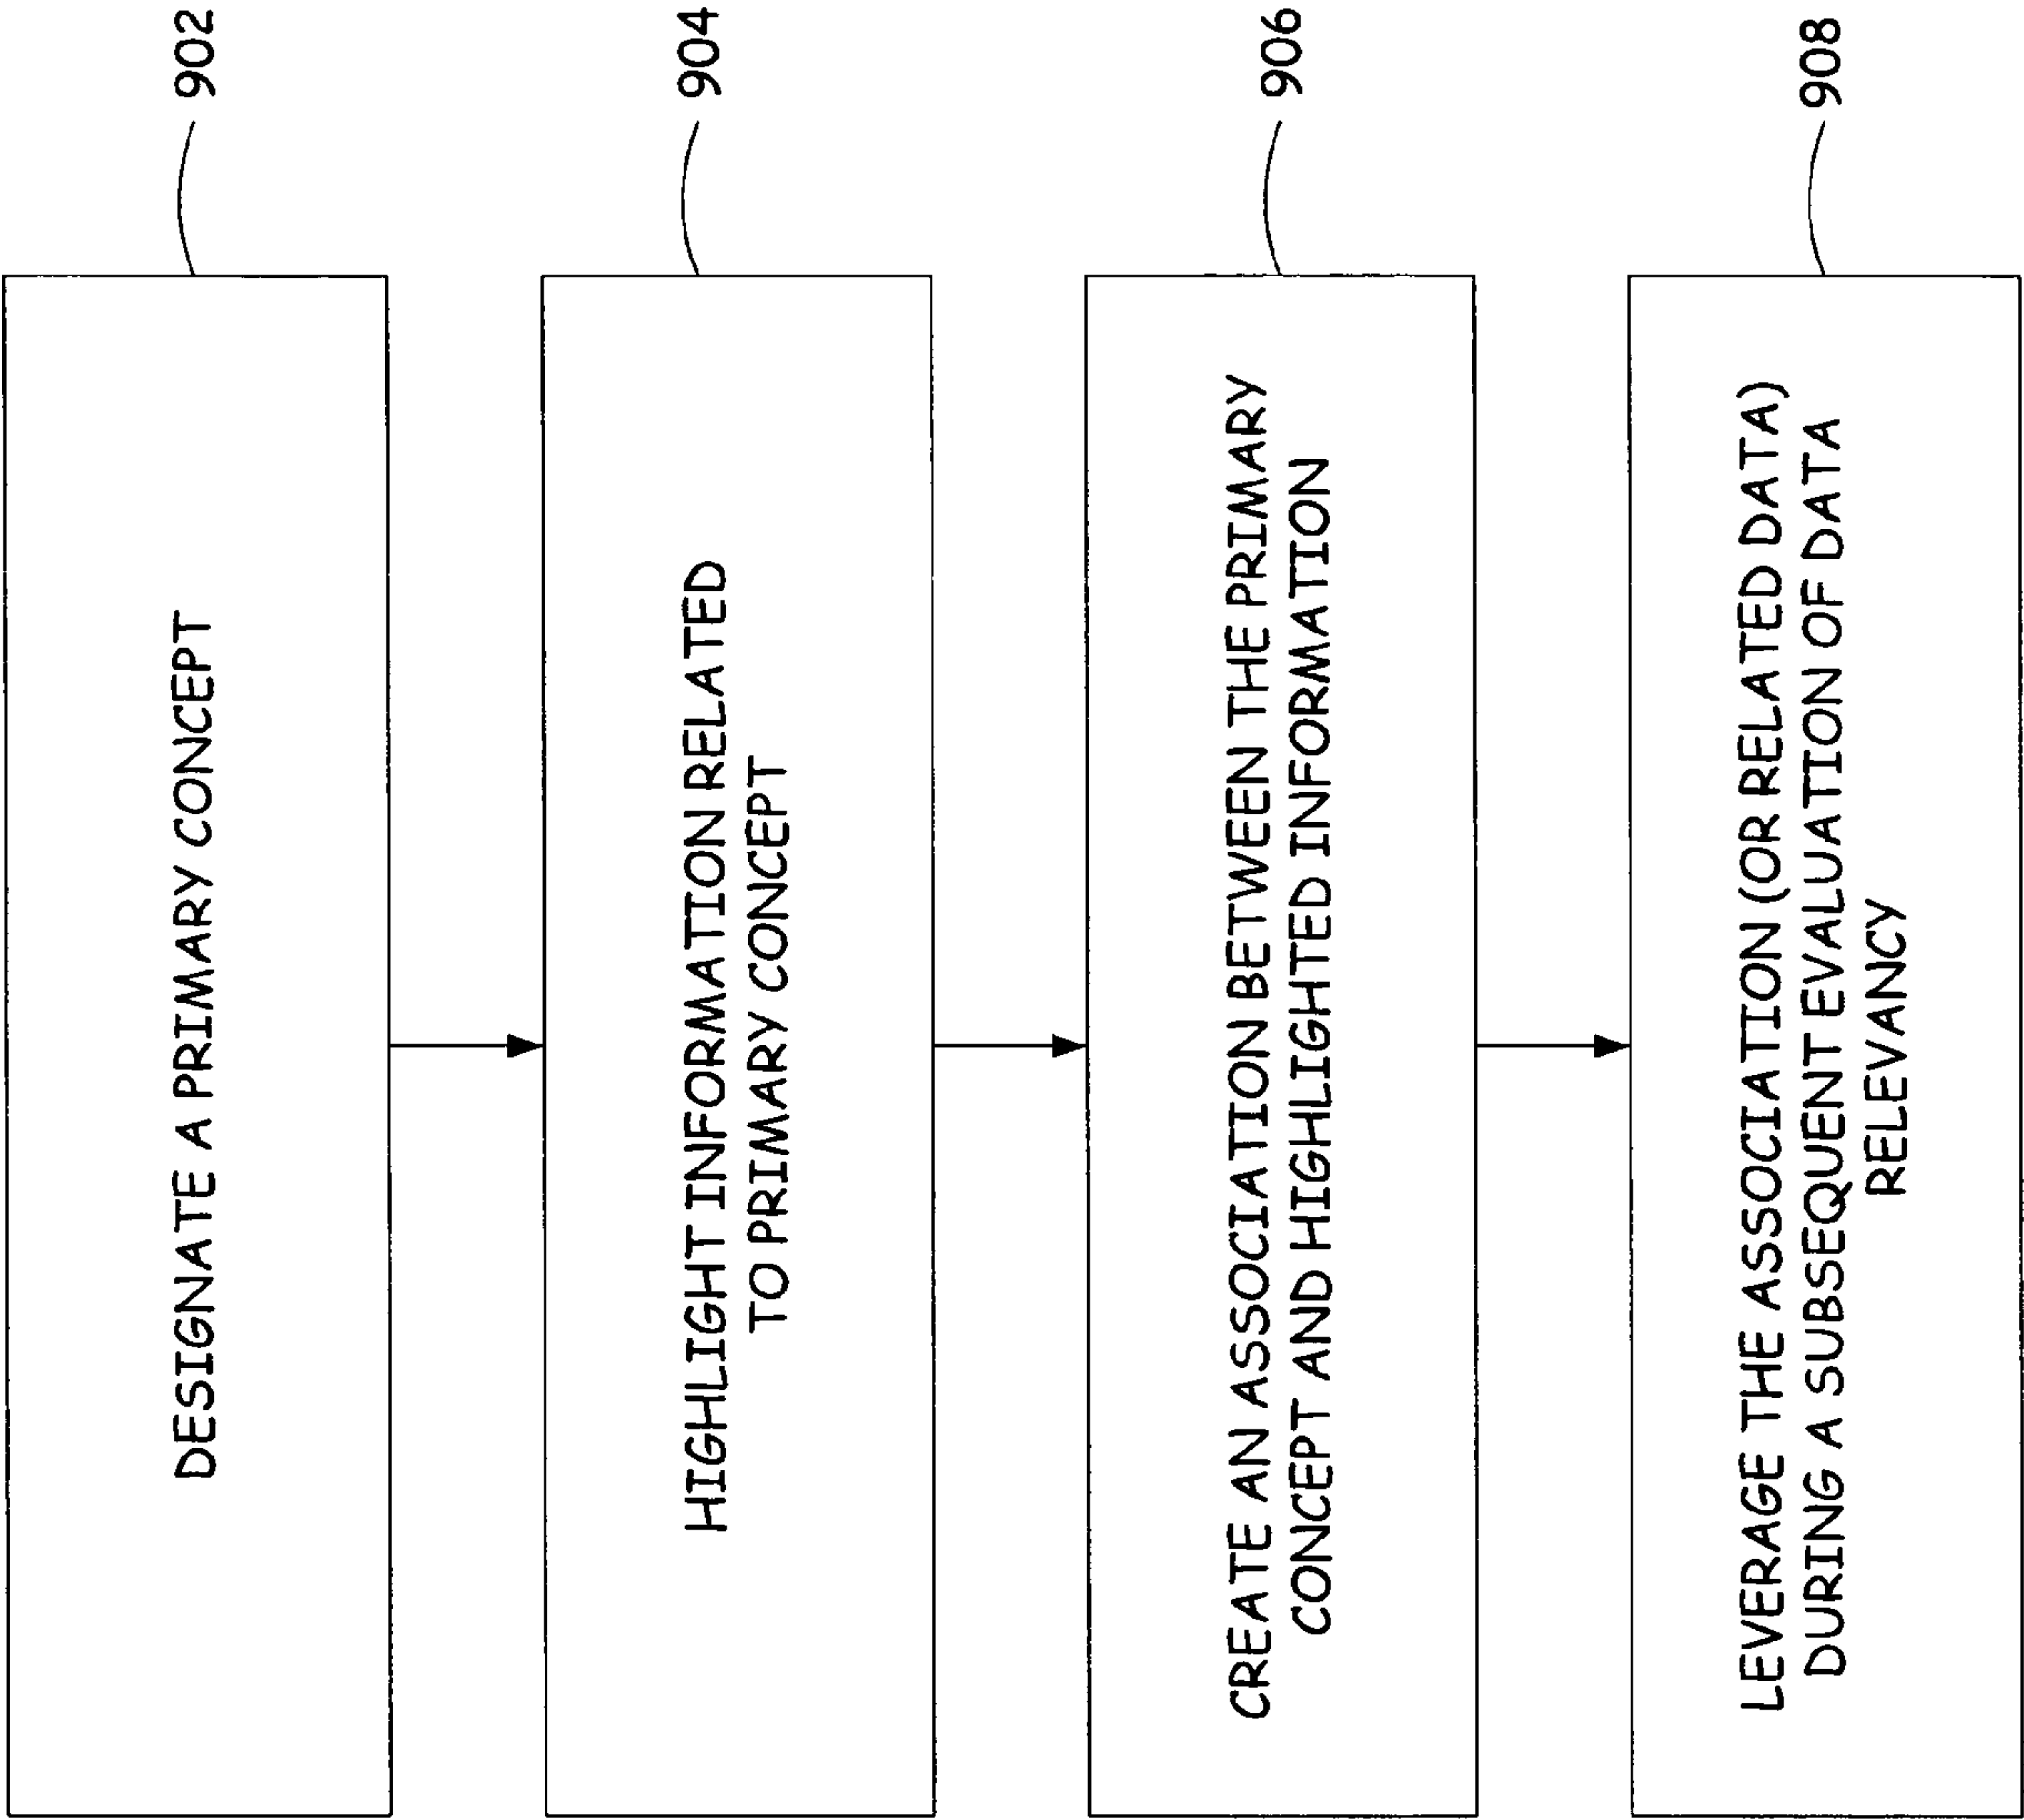 DESIGNATE A PRIMARY CONCEPT
902
HIGHLIGHT INFORMATION RELATED
TO PRIMARY CONCEPT
904
CREATE AN ASSOCIATION BETWEEN THE PRIMARY
CONCEPT AND HIGHLIGHTED INFORMATION
906
LEVERAGE THE ASSOCIATION (OR RELATED DATA)
DURING A SUBSEQUENT EVALUATION OF DATA
RELEVANCY
908